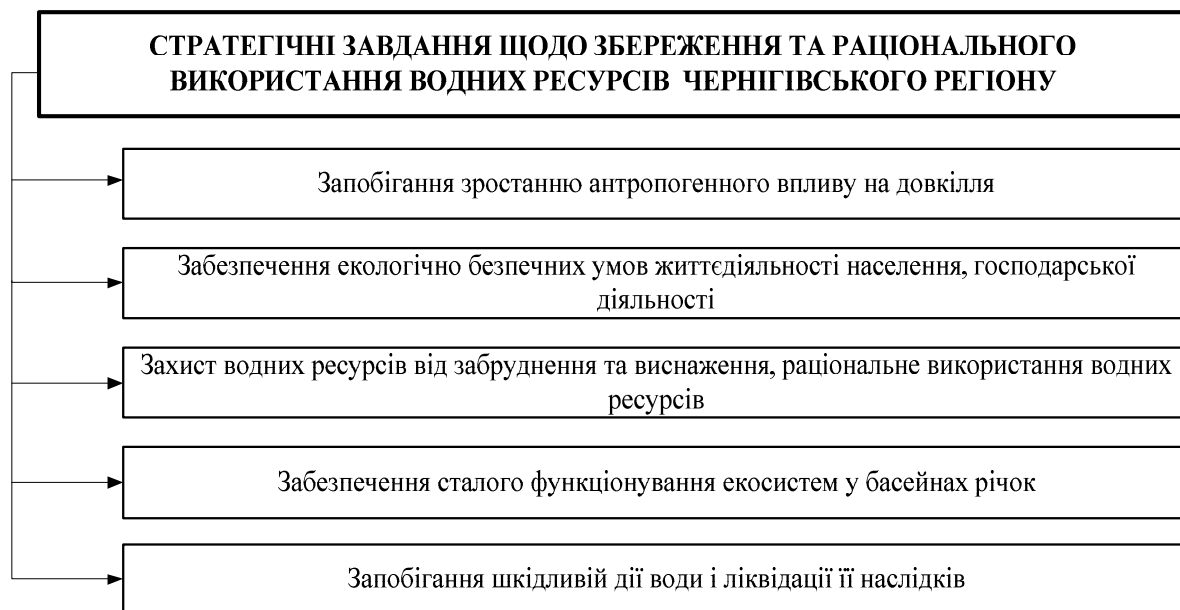 СТРАТЕГІЧНІ ЗАВДАННЯ ЩОДО ЗБЕРЕЖЕННЯ ТА РАЦІОНАЛЬНОГО
ВИКОРИСТАННЯ ВОДНИХ РЕСУРСІВ ЧЕРНІГІВСЬКОГО РЕГІОНУ
Запобігання зростанню антропогенного впливу на довкілля
Забезпечення екологічно безпечних умов життєдіяльності населення, господарської
діяльності
Захист водних ресурсів від забруднення та виснаження, раціональне використання водних
ресурсів
Забезпечення сталого функціонування екосистем у басейнах річок
Запобігання шкідливій дії води і ліквідації її наслідків